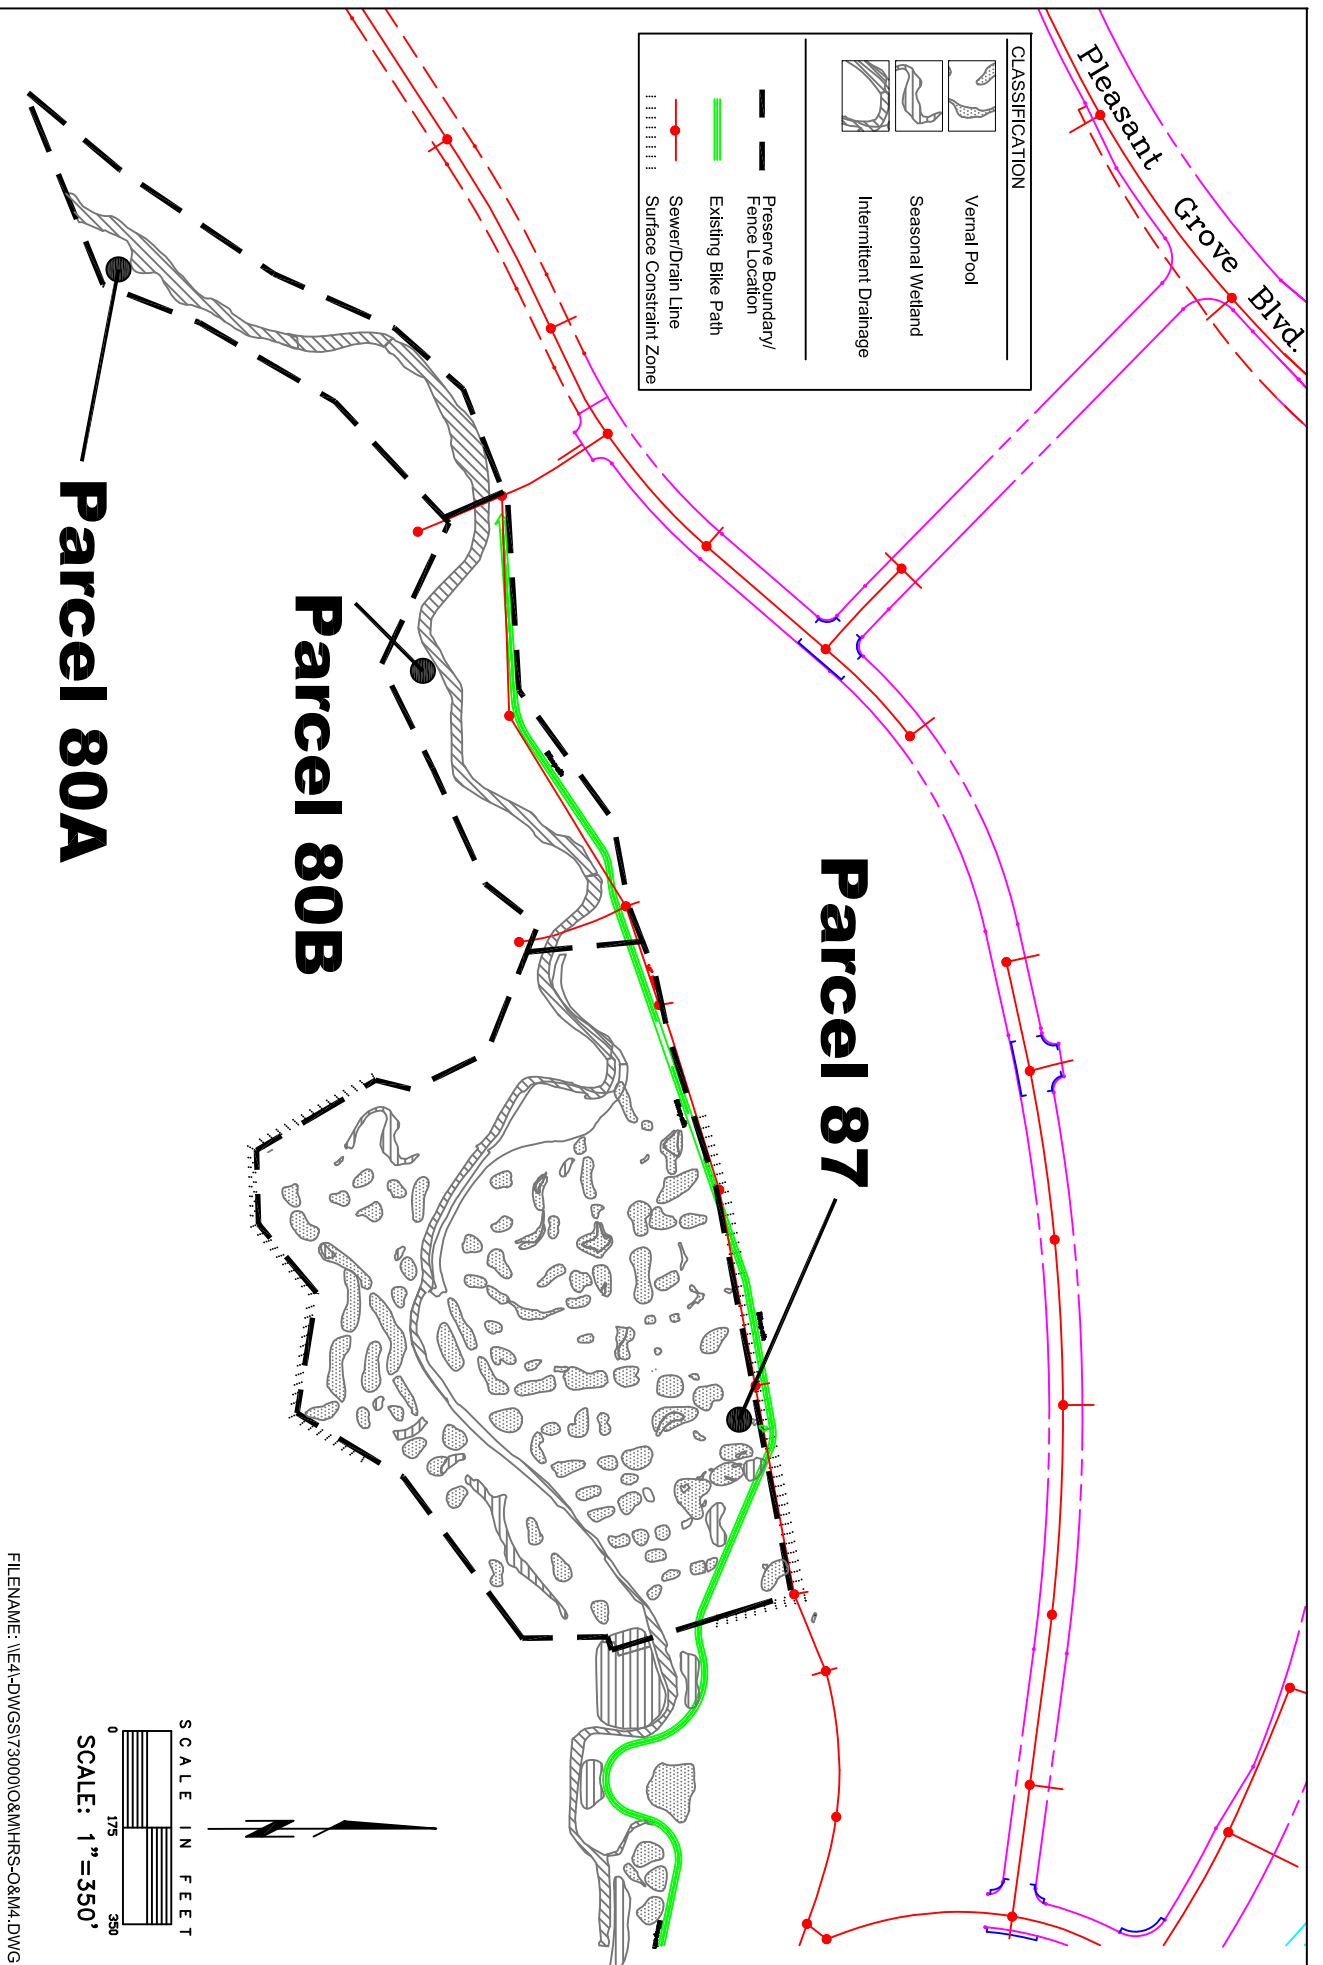 Pleasant Grove Blvd.
CLASSIFICATION
Vernal Pool
Seasonal Wetland
Intermittent Drainage
Preserve Boundary/
Fence Location
Existing Bike Path
Sewer/Drain Line
Surface Constraint Zone
Parcel 87
Parcel 80B
Parcel 80A
SCALE IN FEET
0 175 350
SCALE: 1"=350'
FILENAME: \\E4\-DWGS\73000\O&M\HRS-O&M4.DWG